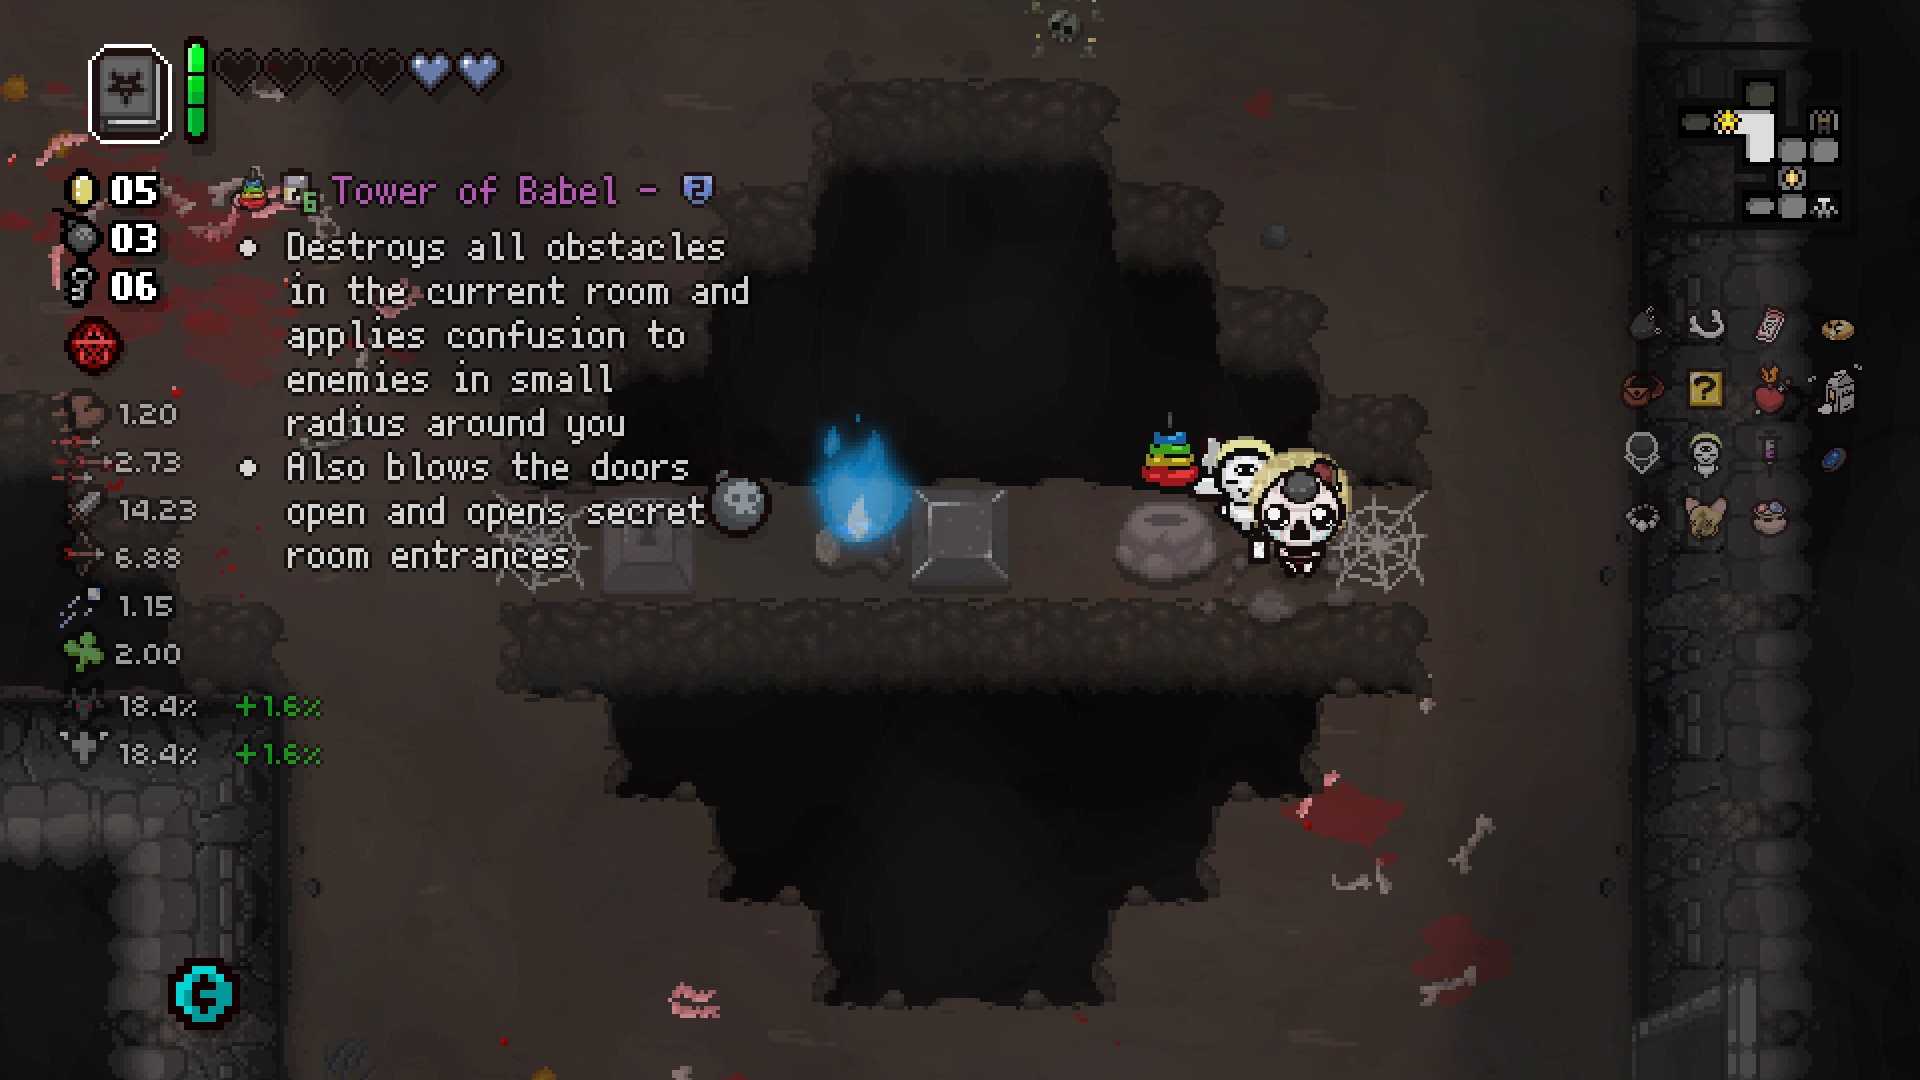 05
6 Tower of Babel - 2
03
Destroys all obstacles
in the current room and
06
applies confusion to
enemies in small
1.20
radius around you
2.73
Also blows the doors
14.23
open and opens secret
6.88
room entrances
1.15
2.00
18.4% +1.6%
18.4% +1.6%
?
C